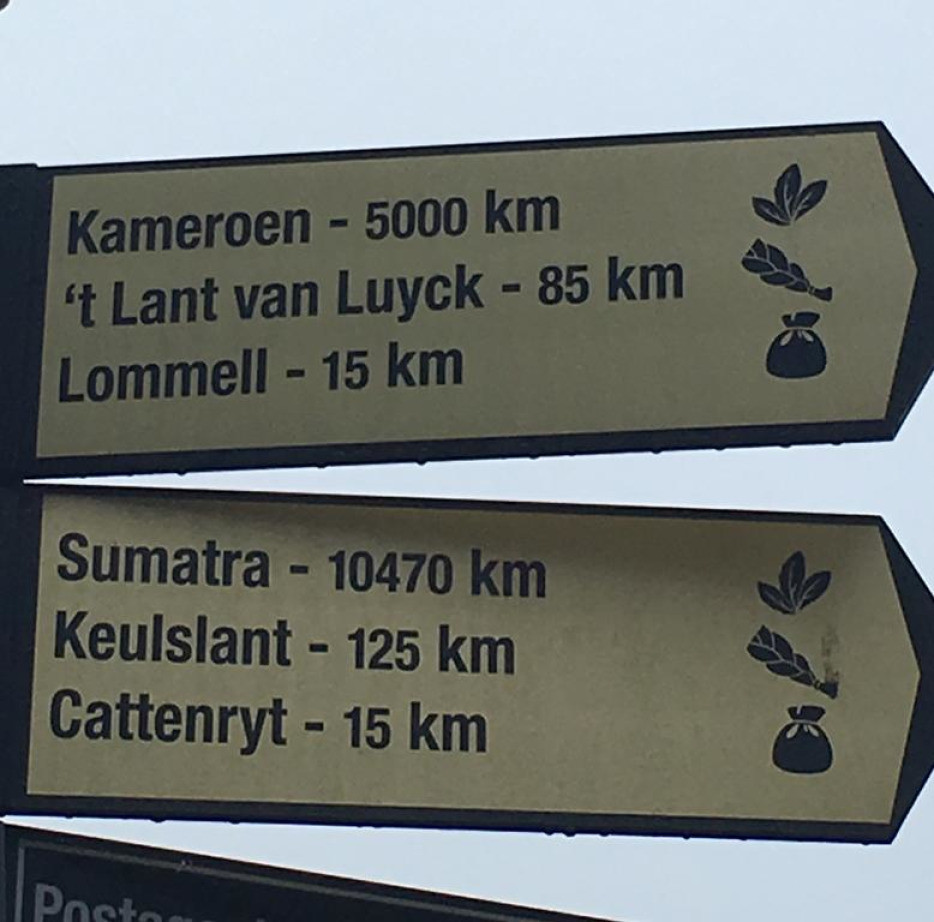 Kameroen - 5000 km
‘t Lant van Luyck - 85 km
Lommell - 15 km
Sumatra - 10470 km
Keulslant - 125 km
Cattenryt - 15 km